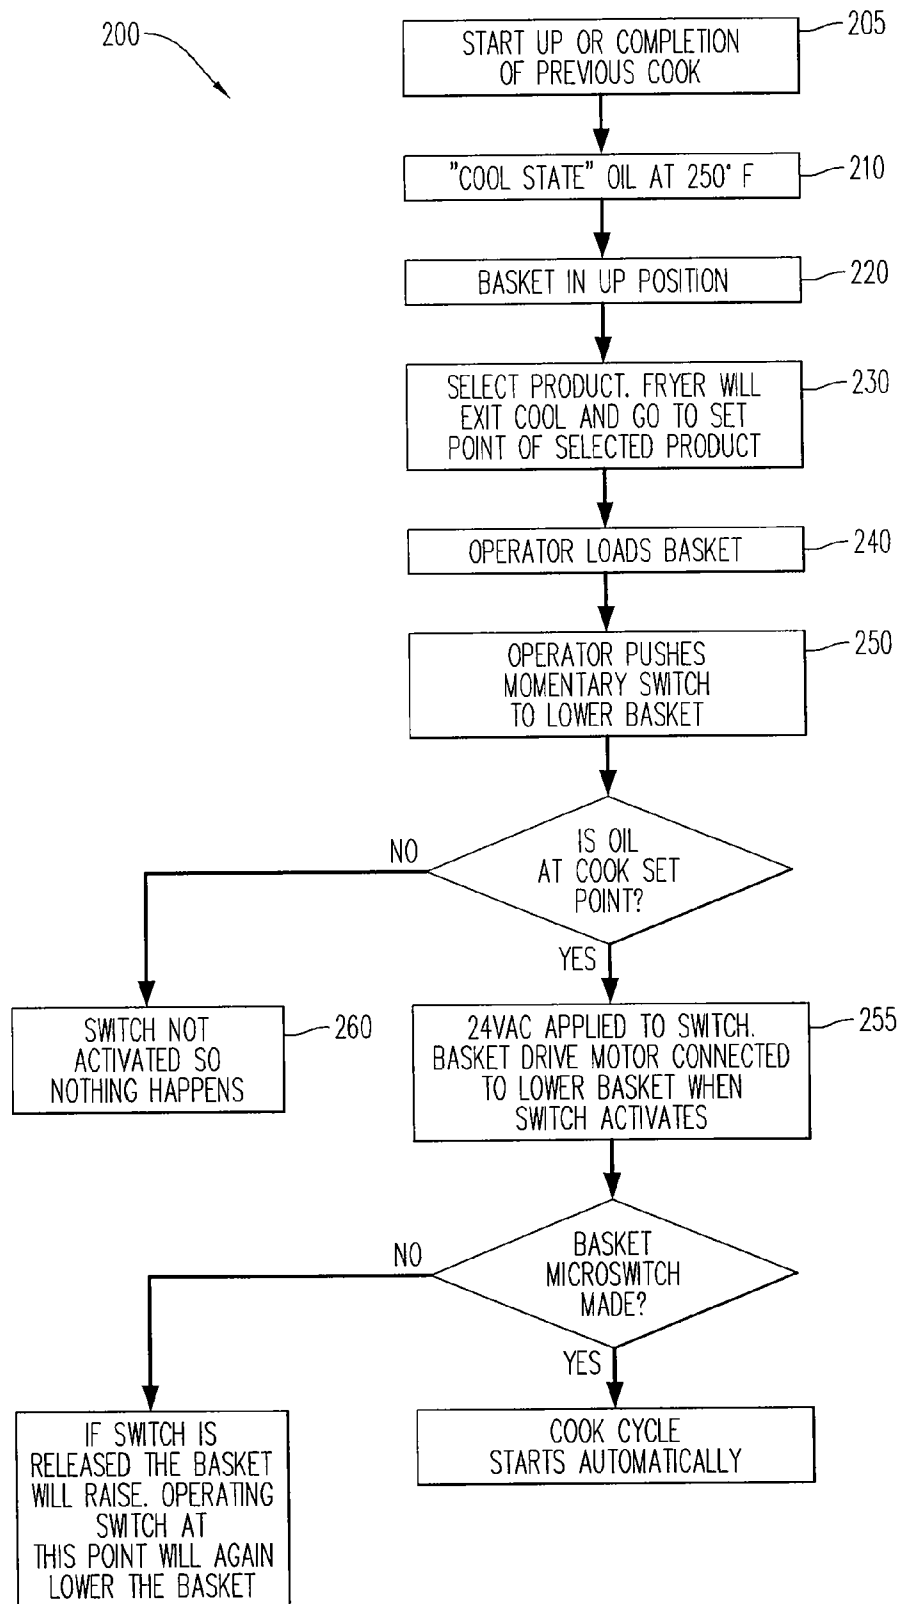 200
START UP OR COMPLETION
OF PREVIOUS COOK
205
"COOL STATE" OIL AT 250° F
210
BASKET IN UP POSITION
220
SELECT PRODUCT. FRYER WILL
EXIT COOL AND GO TO SET
POINT OF SELECTED PRODUCT
230
OPERATOR LOADS BASKET
240
OPERATOR PUSHES
MOMENTARY SWITCH
TO LOWER BASKET
250
IS OIL
AT COOK SET
POINT?
NO
YES
SWITCH NOT
ACTIVATED SO
NOTHING HAPPENS
260
24VAC APPLIED TO SWITCH.
BASKET DRIVE MOTOR CONNECTED
TO LOWER BASKET WHEN
SWITCH ACTIVATES
255
BASKET
MICROSWITCH
MADE?
NO
YES
IF SWITCH IS
RELEASED THE BASKET
WILL RAISE. OPERATING
SWITCH AT
THIS POINT WILL AGAIN
LOWER THE BASKET
COOK CYCLE
STARTS AUTOMATICALLY